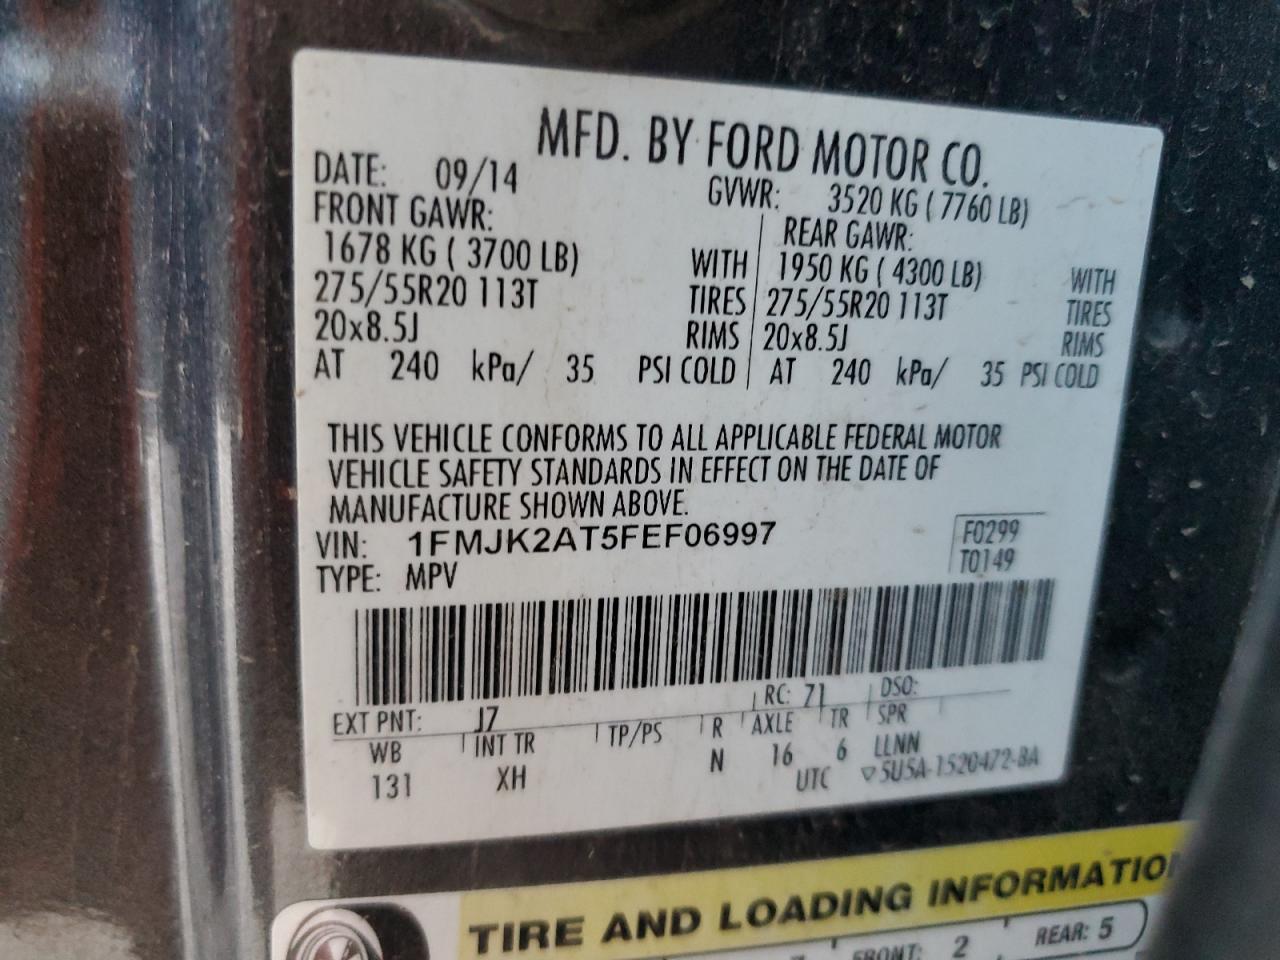 MFD. BY FORD MOTOR CO.
DATE: 09/14 GVWR: 3520 KG ( 7760 LB)
FRONT GAWR: REAR GAWR:
1678 KG ( 3700 LB) WITH 1950 KG ( 4300 LB) WITH
275/55R20 113T TIRES 275/55R20 113T TIRES
20x8.5J RIMS 20x8.5J RIMS
AT 240 kPa/ 35 PSI COLD AT 240 kPa/ 35 PSI COLD
THIS VEHICLE CONFORMS TO ALL APPLICABLE FEDERAL MOTOR
VEHICLE SAFETY STANDARDS IN EFFECT ON THE DATE OF
MANUFACTURE SHOWN ABOVE.
VIN: 1FMJK2AT5FEF06997 F0299
TYPE: MPV T0149
EXT PNT: J7 RC: 71 DSO:
WB INT TR TP/PS R AXLE TR SPR
131 XH N 16 6 LLNN
UTC ▽5U5A-1520472-BA
TIRE AND LOADING INFORMATIO
FRONT: 2 REAR: 5